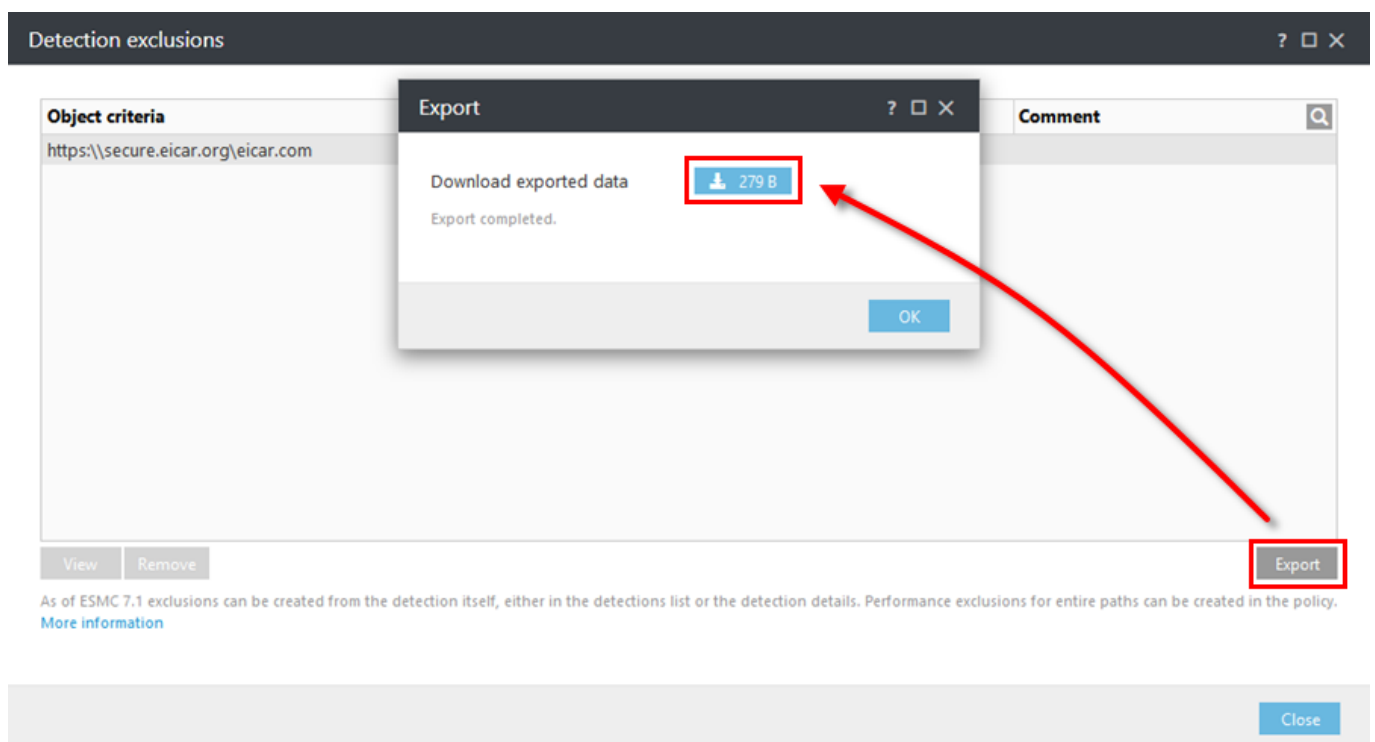 Detection exclusions
?
Export
?
Object criteria
Comment
https:\\secure.eicar.org\eicar.com
Download exported data
279 B
Export completed.
OK
View
Remove
Export
As of ESMC 7.1 exclusions can be created from the detection itself, either in the detections list or the detection details. Performance exclusions for entire paths can be created in the policy.
More information
Close